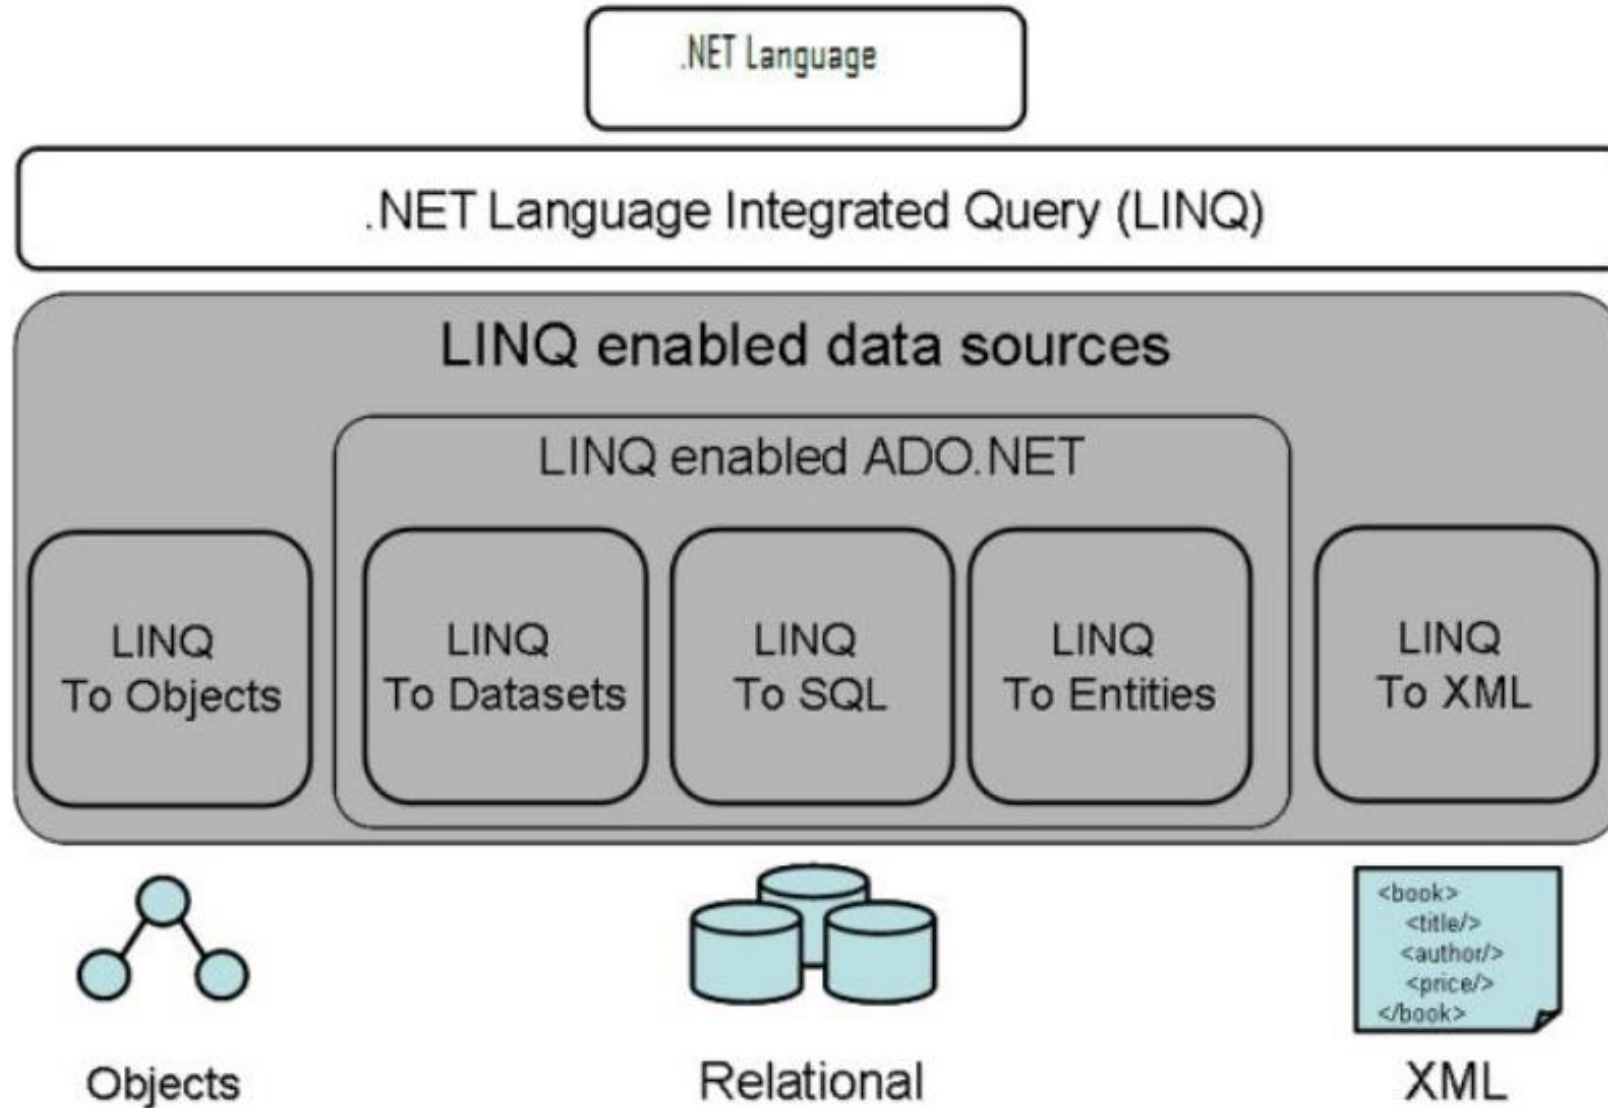 .NET Language
.NET Language Integrated Query (LINQ)
LINQ enabled data sources
LINQ enabled ADO.NET
LINQ
To Objects
LINQ
To Datasets
LINQ
To SQL
LINQ
To Entities
LINQ
To XML
<book>
<title/>
<author/>
<price/>
</book>
Objects
Relational
XML